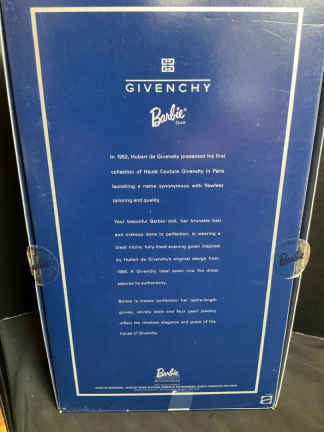 GIVENCHY
Barbie®
In 1952, Hubert de Givenchy presented his first
collection of Haute Couture Givenchy in Paris
launching a name synonymous with flawless
tailoring and quality.
Your beautiful Barbie doll, her brunette hair
and makeup done to perfection, is wearing a
black moire, fully lined evening gown inspired
by Hubert de Givenchy's original design from
1956. A Givenchy label sewn into the dress
attests to its authenticity.
Barbie is dressed to perfection: her opera-length
gloves, velvety stole and faux pearl jewelry
reflect the timeless elegance and grace of the
House of Givenchy.
Barbie